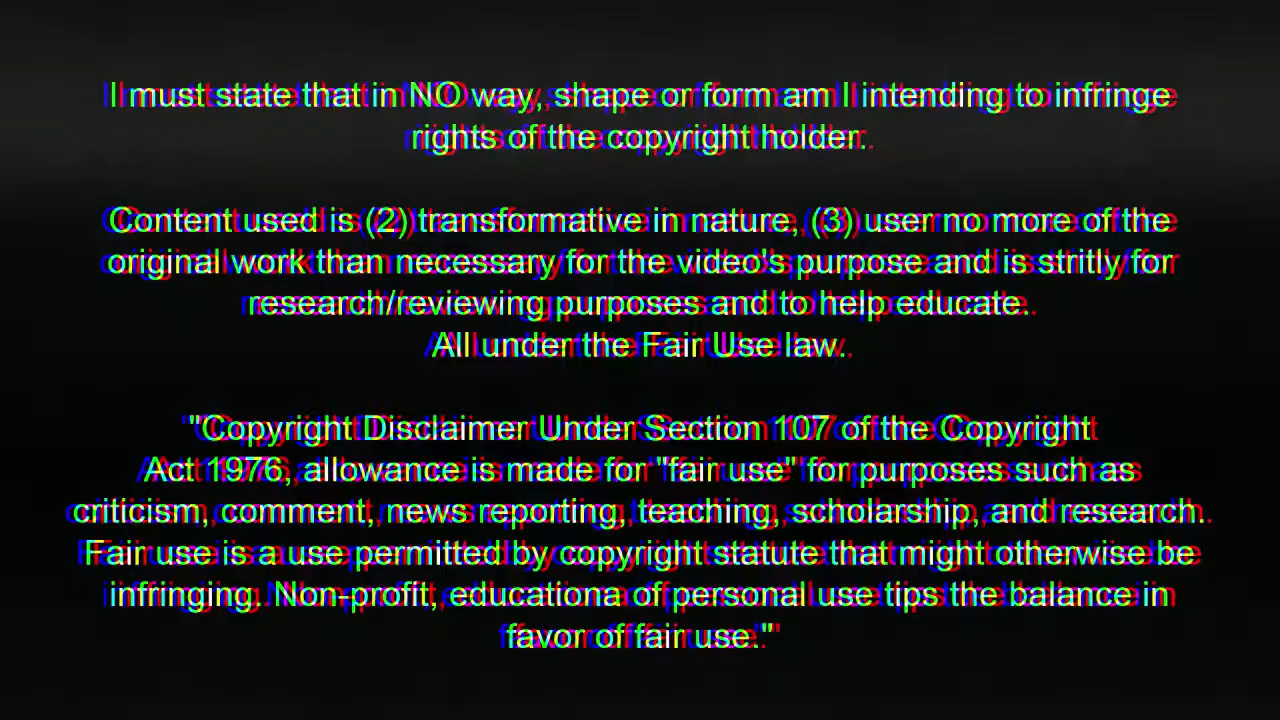 I must state that in NO way, shape or form am I intending to infringe
rights of the copyright holder.
Content used is (2) transformative in nature, (3) user no more of the
original work than necessary for the video's purpose and is stritly for
research/reviewing purposes and to help educate.
All under the Fair Use law.
"Copyright Disclaimer Under Section 107 of the Copyright
Act 1976, allowance is made for "fair use" for purposes such as
criticism, comment, news reporting, teaching, scholarship, and research.
Fair use is a use permitted by copyright statute that might otherwise be
infringing. Non-profit, educationa of personal use tips the balance in
favor of fair use."